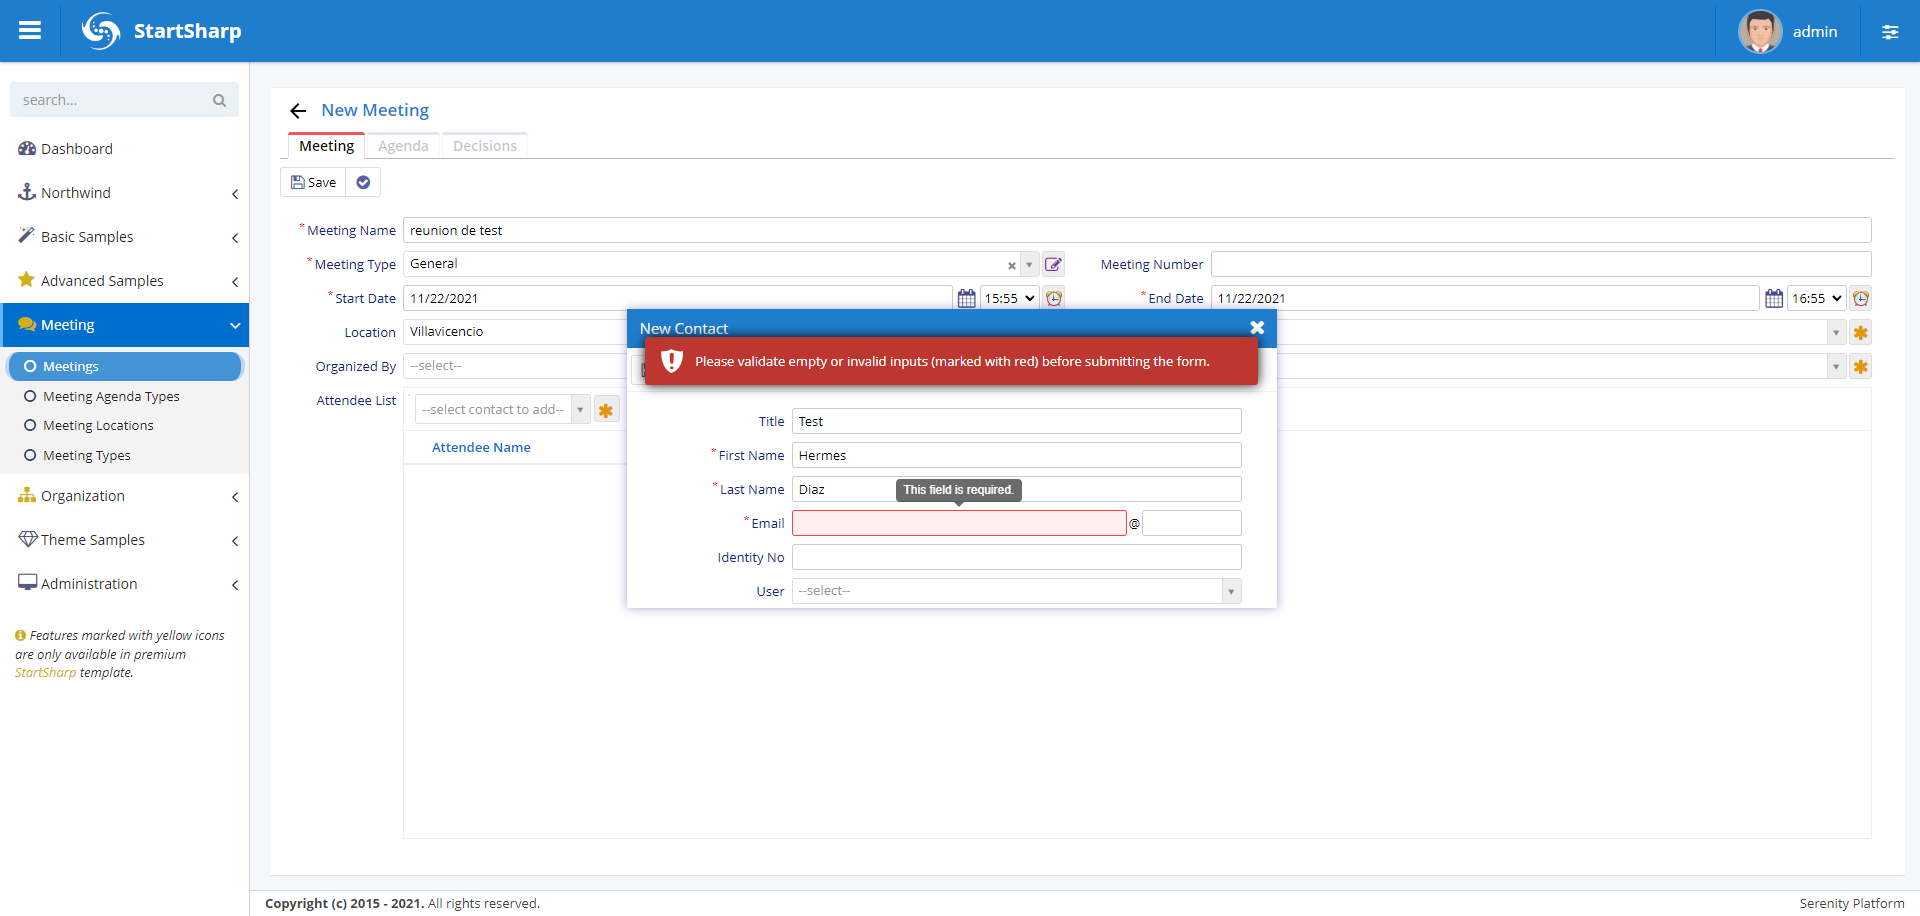 StartSharp
admin
search...
Dashboard
Northwind
Basic Samples
Advanced Samples
Meeting
Meetings
Meeting Agenda Types
Meeting Locations
Meeting Types
Organization
Theme Samples
Administration
Features marked with yellow icons
are only available in premium
StartSharp template.
New Meeting
Meeting Agenda Decisions
Save
* Meeting Name reunion de test
* Meeting Type General Meeting Number
* Start Date 11/22/2021 15:55 * End Date 11/22/2021 16:55
Location Villavicencio
Organized By --select--
Attendee List --select contact to add--
Attendee Name
New Contact
Please validate empty or invalid inputs (marked with red) before submitting the form.
Title Test
* First Name Hermes
* Last Name Diaz
This field is required.
* Email @
Identity No
User --select--
Copyright (c) 2015 - 2021. All rights reserved.
Serenity Platform